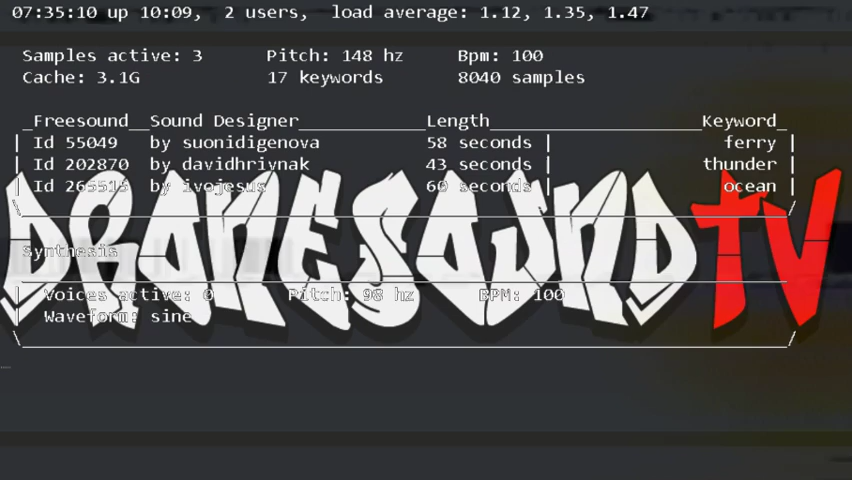 07:35:10 up 10:09, 2 users, load average: 1.12, 1.35, 1.47
Samples active: 3 Pitch: 148 hz Bpm: 100
Cache: 3.1G 17 keywords 8040 samples
_Freesound__Sound Designer____________Length____________________Keyword_
| Id 55049 by suonidigenova 58 seconds | ferry |
| Id 202870 by davidhrivnak 43 seconds | thunder |
| Id 265515 by ivojesus 60 seconds | ocean |
DRONESOUND TV
Synthesis
Voices active: 0 Pitch: 98 hz BPM: 100
Waveform: sine